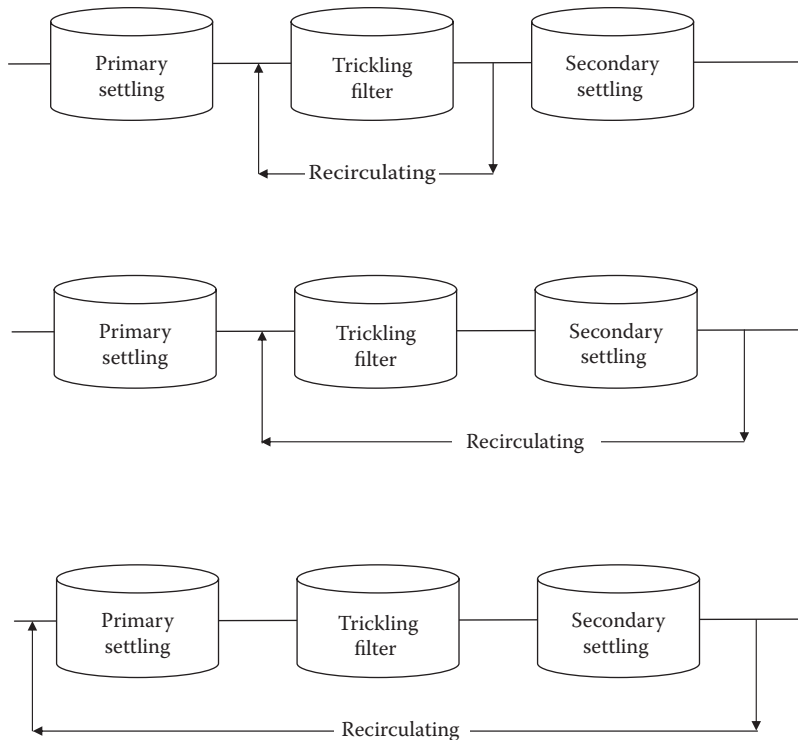 Primary
settling
Trickling
filter
Secondary
settling
Recirculating
Primary
settling
Trickling
filter
Secondary
settling
Recirculating
Primary
settling
Trickling
filter
Secondary
settling
Recirculating